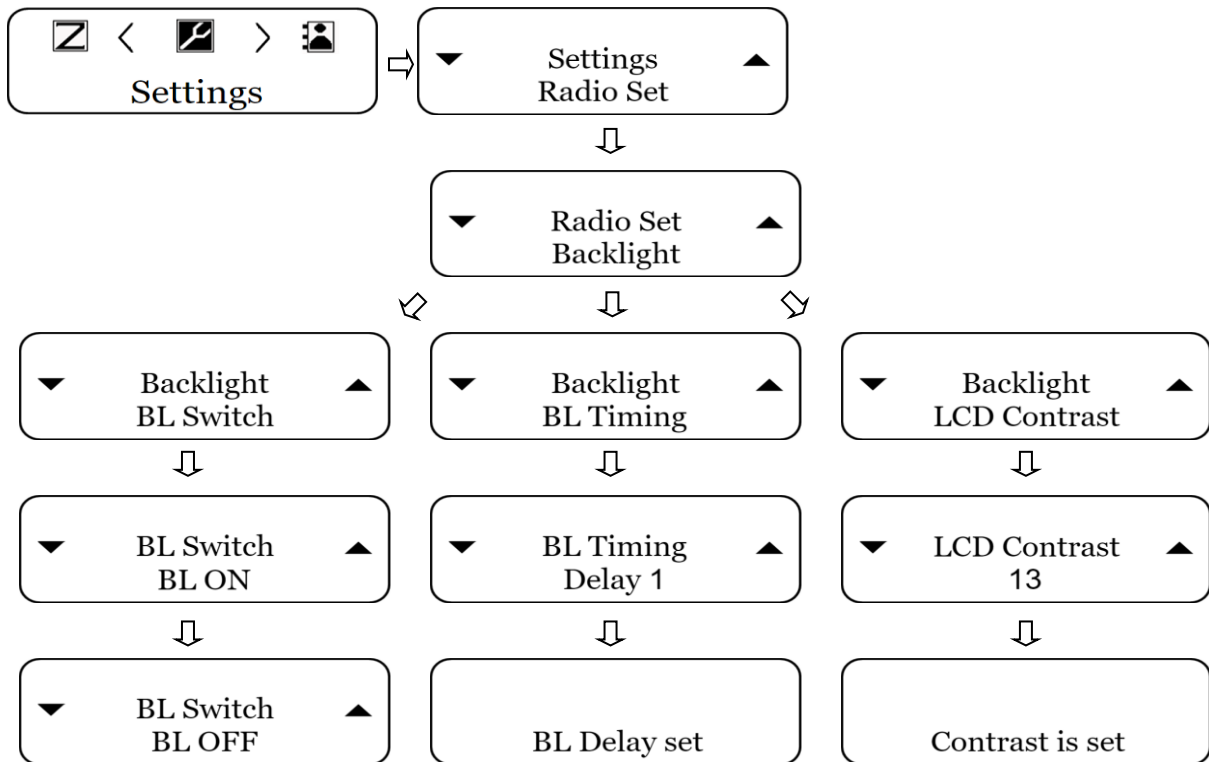 Settings
Settings
Radio Set
Radio Set
Backlight
Backlight
BL Switch
Backlight
BL Timing
Backlight
LCD Contrast
BL Switch
BL ON
BL Timing
Delay 1
LCD Contrast
13
BL Switch
BL OFF
BL Delay set
Contrast is set